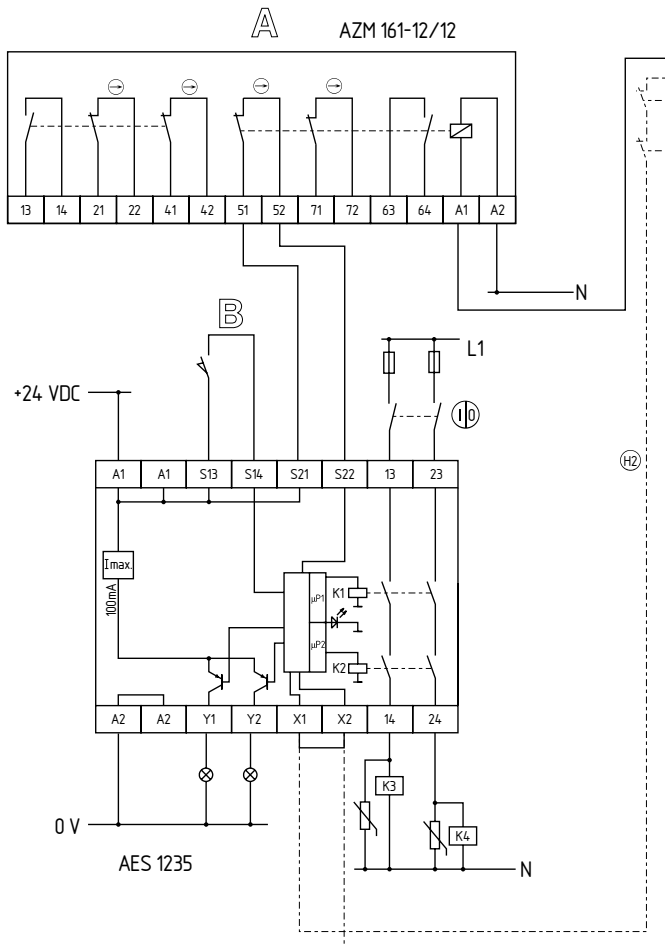 A AZM 161-12/12
13 14 21 22 41 42 51 52 71 72 63 64 A1 A2
N
B
L1
+24 VDC
I 0
A1 A1 S13 S14 S21 S22 13 23
H2
Imax.
100mA
µP1 K1
µP2 K2
A2 A2 Y1 Y2 X1 X2 14 24
K3
0 V K4
AES 1235 N